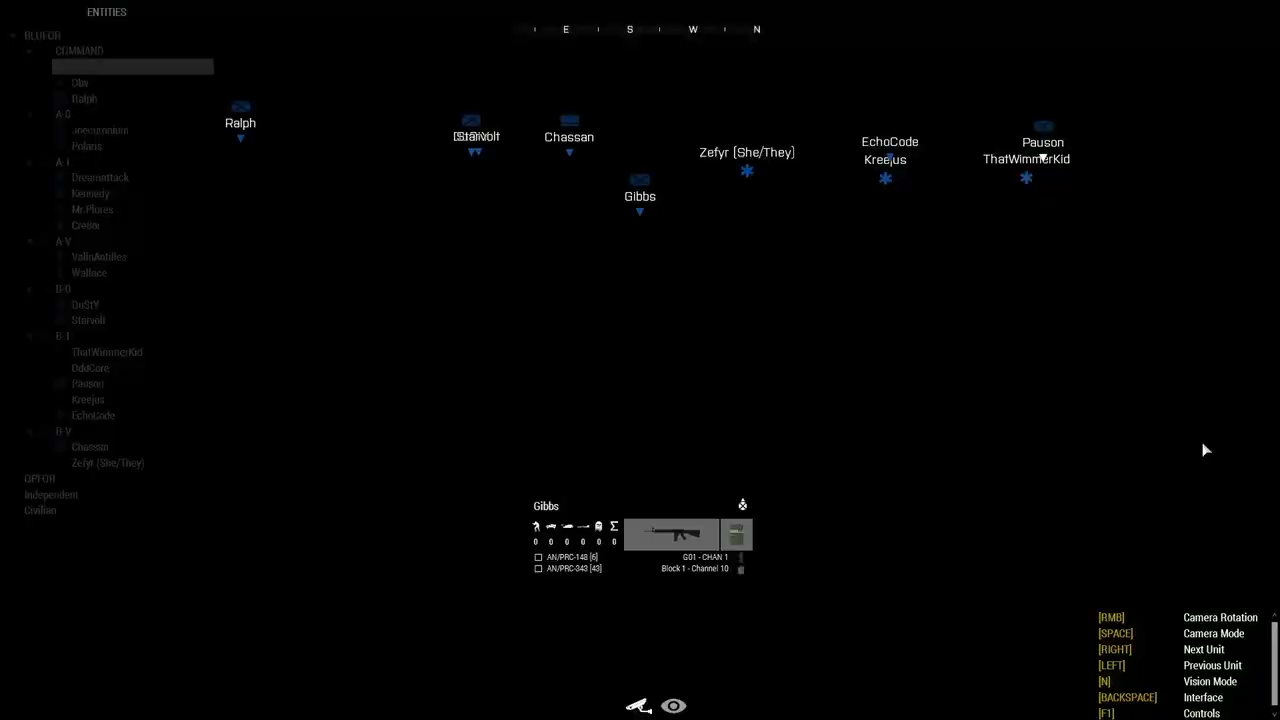 ENTITIES
E S W N
BLUFOR
COMMAND
Obv
Ralph
A-0
Joecuronium
Polaris
A-1
Dreamattack
Kennedy
Mr.Plores
A-V
ValinAntilles
Wallace
D-0
DuStY
Starvolt
B-1
ThatWimmerKid
OddCore
Pauson
Kreejus
EchoCode
B-V
Chassan
Zefyr (She/They)
OPFOR
Independent
Civilian
Ralph
Starvolt
Chassan
Gibbs
Zefyr (She/They)
EchoCode
Kreejus
Pauson
ThatWimmerKid
Gibbs
0 0 0 0 0 0
AN/PRC-148 [6] G01 - CHAN 1
AN/PRC-343 [43] Block 1 - Channel 10
[RMB] Camera Rotation
[SPACE] Camera Mode
[RIGHT] Next Unit
[LEFT] Previous Unit
[N] Vision Mode
[BACKSPACE] Interface
[F1] Controls